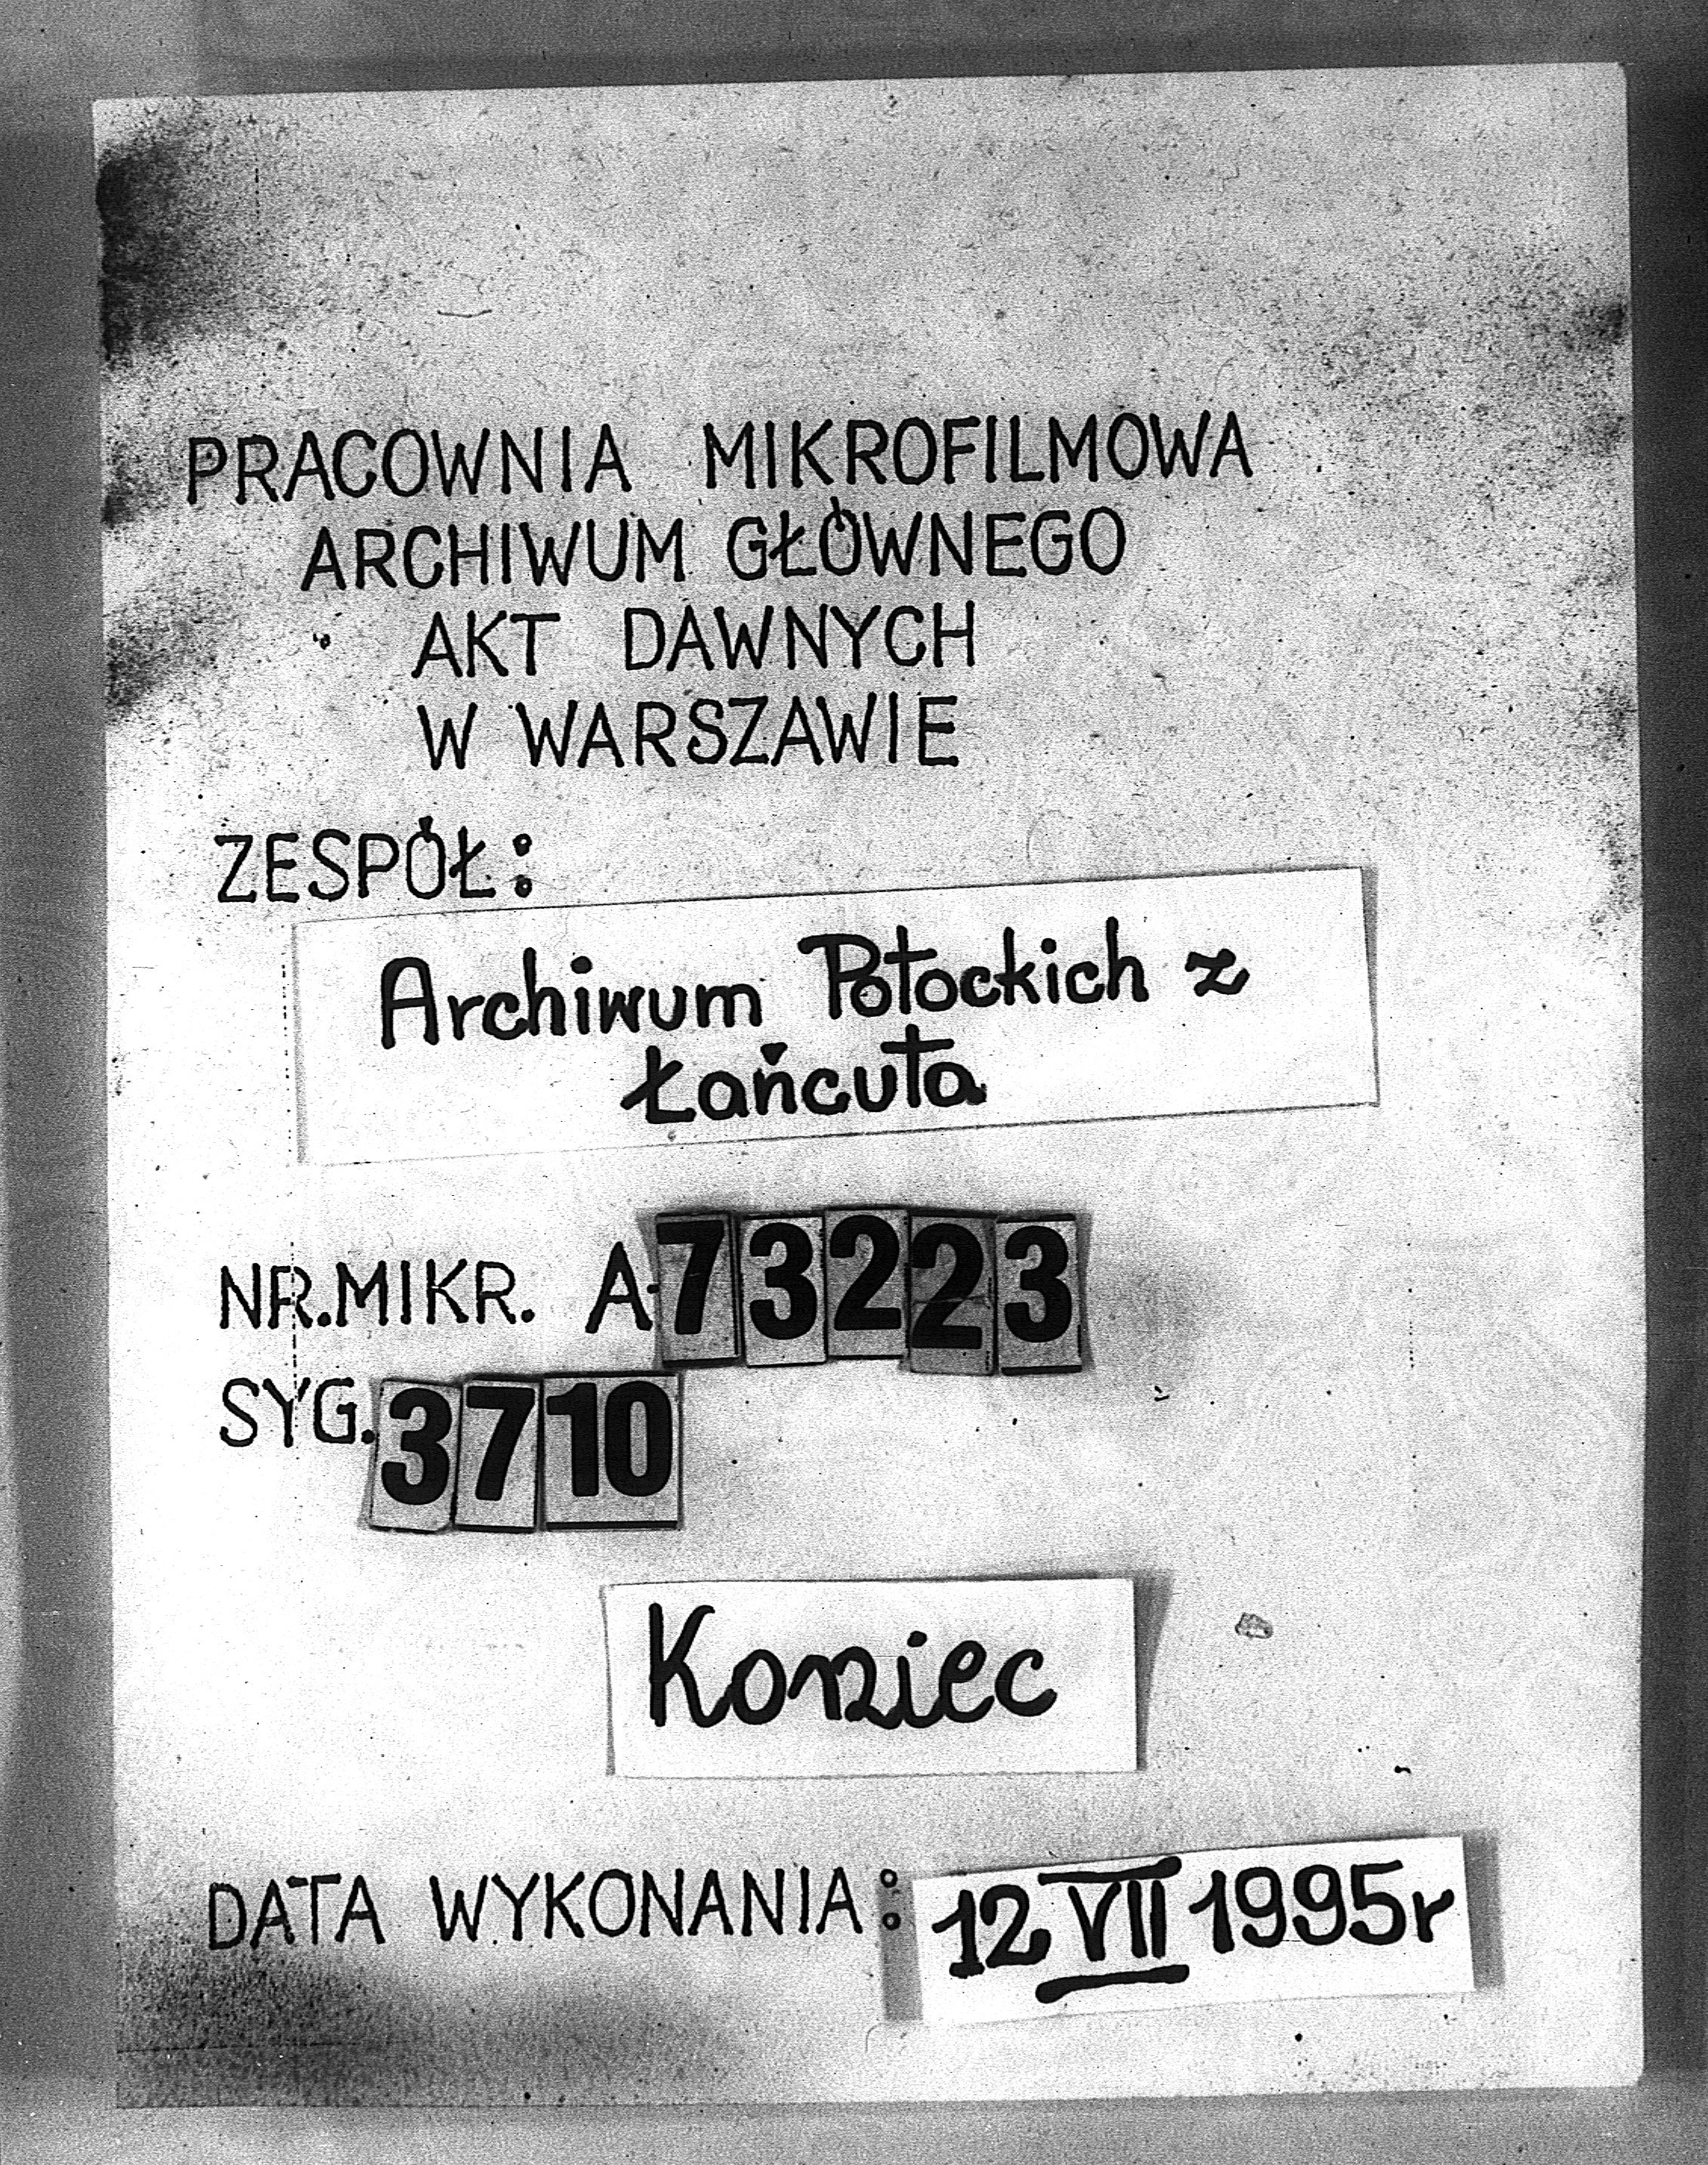 PRACOWNIA MIKROFILMOWA
ARCHIWUM GŁÓWNEGO
AKT DAWNYCH
W WARSZAWIE
ZESPÓŁ:
Archiwum Potockich z
Łańcuta
NR.MIKR. A-73223
SYG. 3710
Koniec
DATA WYKONANIA: 12 VII 1995r